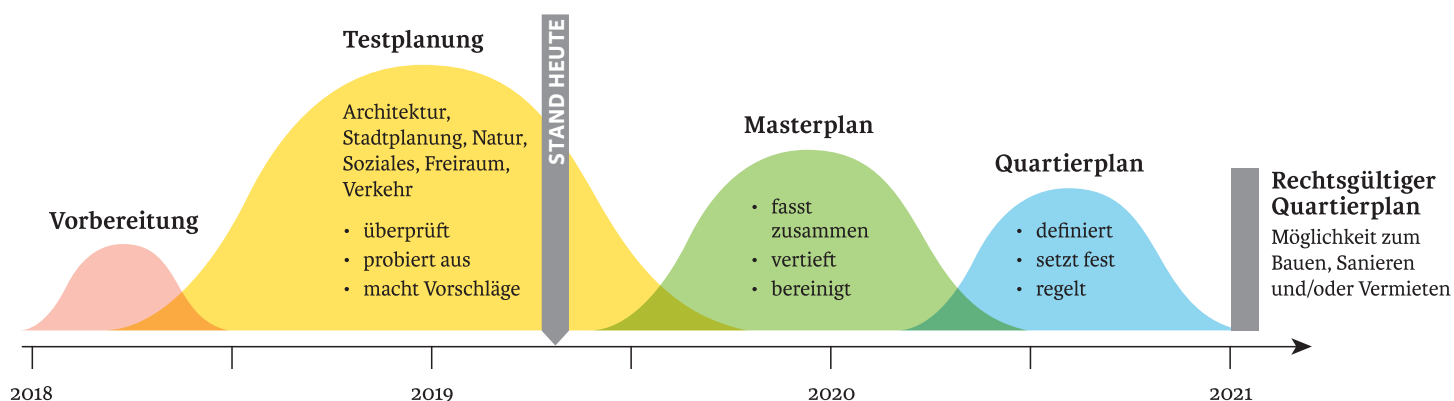 Vorbereitung
Testplanung
Architektur,
Stadtplanung, Natur,
Soziales, Freiraum,
Verkehr
• überprüft
• probiert aus
• macht Vorschläge
STAND HEUTE
Masterplan
• fasst
zusammen
• vertieft
• bereinigt
Quartierplan
• definiert
• setzt fest
• regelt
Rechtsgültiger
Quartierplan
Möglichkeit zum
Bauen, Sanieren
und/oder Vermieten
2018
2019
2020
2021